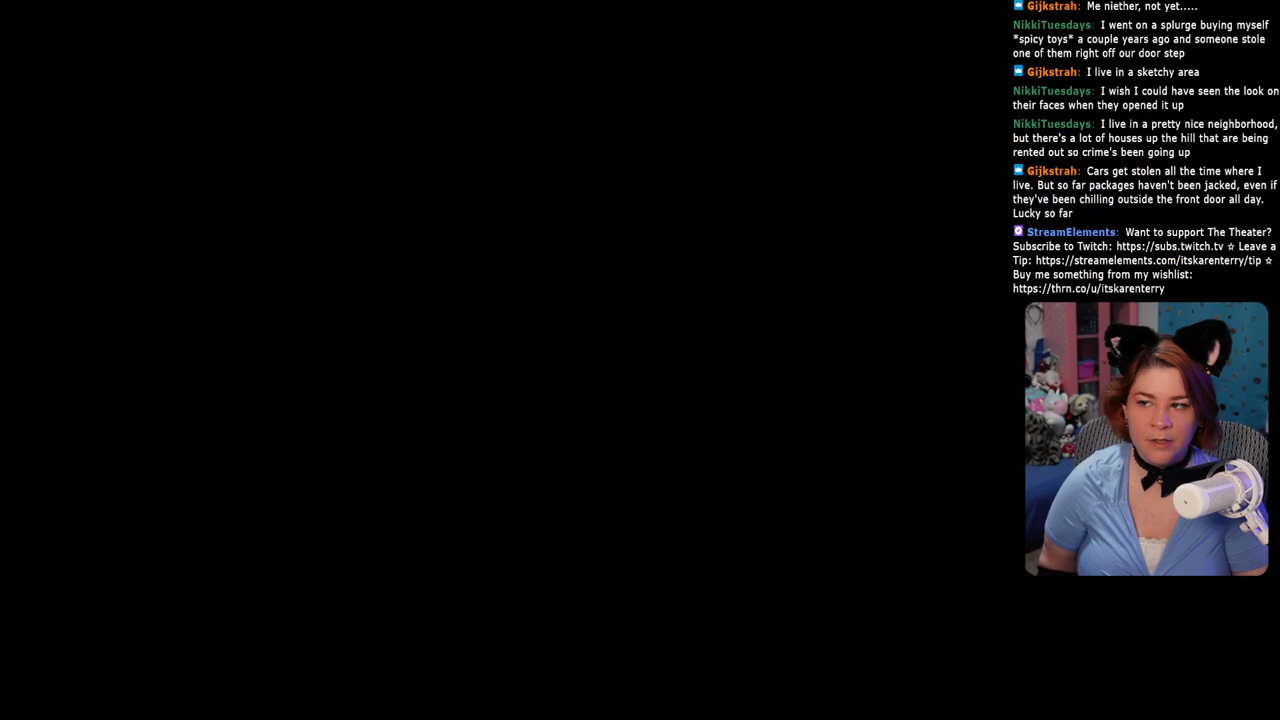 Gijkstrah: Me niether, not yet.....
NikkiTuesdays: I went on a splurge buying myself
*spicy toys* a couple years ago and someone stole
one of them right off our door step
Gijkstrah: I live in a sketchy area
NikkiTuesdays: I wish I could have seen the look on
their faces when they opened it up
NikkiTuesdays: I live in a pretty nice neighborhood,
but there's a lot of houses up the hill that are being
rented out so crime's been going up
Gijkstrah: Cars get stolen all the time where I
live. But so far packages haven't been jacked, even if
they've been chilling outside the front door all day.
Lucky so far
StreamElements: Want to support The Theater?
Subscribe to Twitch: https://subs.twitch.tv ☆ Leave a
Tip: https://streamelements.com/itskarenterry/tip ☆
Buy me something from my wishlist:
https://thrn.co/u/itskarenterry